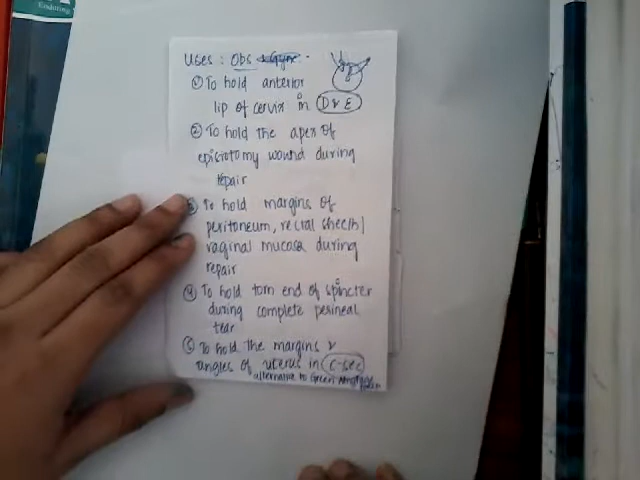 Uses: Obs
① To hold anterior
lip of cervix in D & E
② To hold the apex of
episiotomy wound during
repair
③ To hold margins of
peritoneum, rectal sheeth/
vaginal mucosa during
repair
④ To hold torn end of spincter
during complete perineal
tear
⑤ To hold the margins &
angles of uterus in C-sec
alternative to Green Armytage